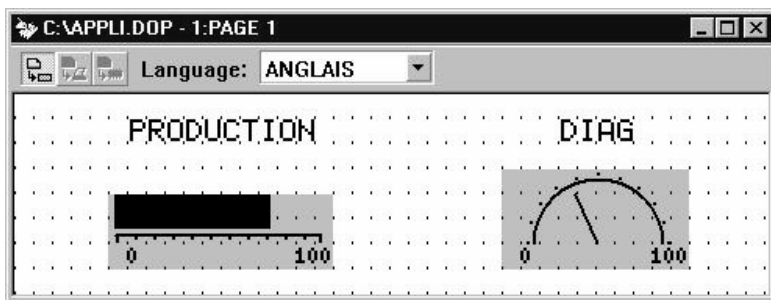 C:\APPLI.DOP - 1:PAGE 1
Language: ANGLAIS
PRODUCTION DIAG
0 100 0 100